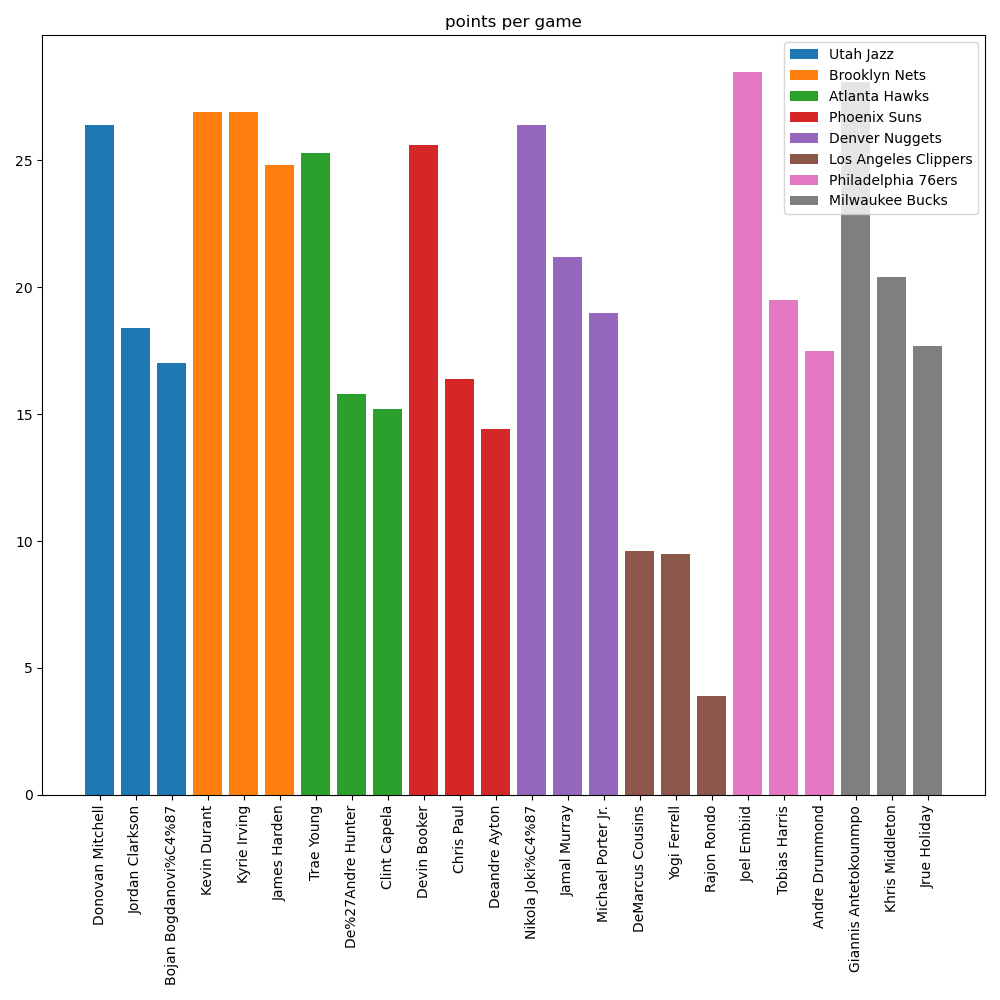 points per game
Utah Jazz
Brooklyn Nets
Atlanta Hawks
Phoenix Suns
Denver Nuggets
Los Angeles Clippers
Philadelphia 76ers
Milwaukee Bucks
25
20
15
10
5
0
Donovan Mitchell
Jordan Clarkson
Bojan Bogdanovi%C4%87
Kevin Durant
Kyrie Irving
James Harden
Trae Young
De%27Andre Hunter
Clint Capela
Devin Booker
Chris Paul
Deandre Ayton
Nikola Joki%C4%87
Jamal Murray
Michael Porter Jr.
DeMarcus Cousins
Yogi Ferrell
Rajon Rondo
Joel Embiid
Tobias Harris
Andre Drummond
Giannis Antetokounmpo
Khris Middleton
Jrue Holiday